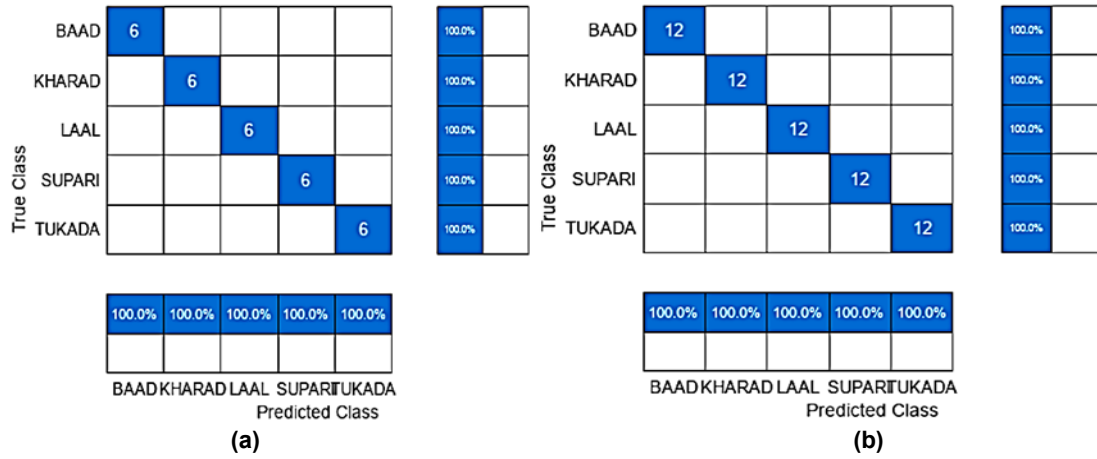 BAAD 6 100.0%
KHARAD 6 100.0%
LAAL 6 100.0%
SUPARI 6 100.0%
TUKADA 6 100.0%
True Class
100.0% 100.0% 100.0% 100.0% 100.0%
BAAD KHARAD LAAL SUPARI TUKADA
Predicted Class
(a)
BAAD 12 100.0%
KHARAD 12 100.0%
LAAL 12 100.0%
SUPARI 12 100.0%
TUKADA 12 100.0%
True Class
100.0% 100.0% 100.0% 100.0% 100.0%
BAAD KHARAD LAAL SUPARI TUKADA
Predicted Class
(b)